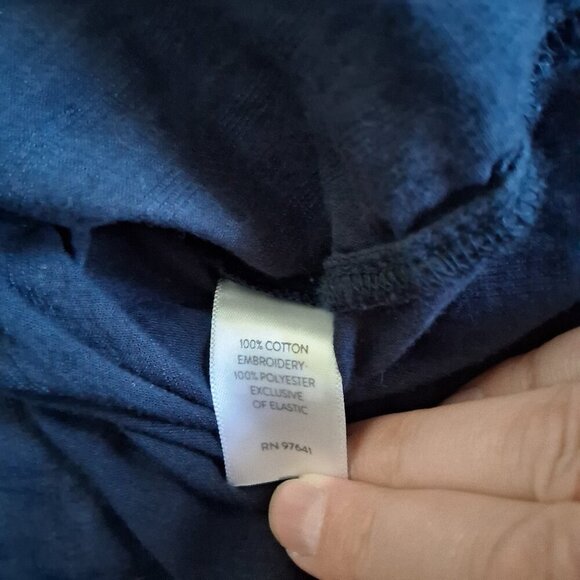 100% COTTON
EMBROIDERY-
100% POLYESTER
EXCLUSIVE
OF ELASTIC
RN 97641